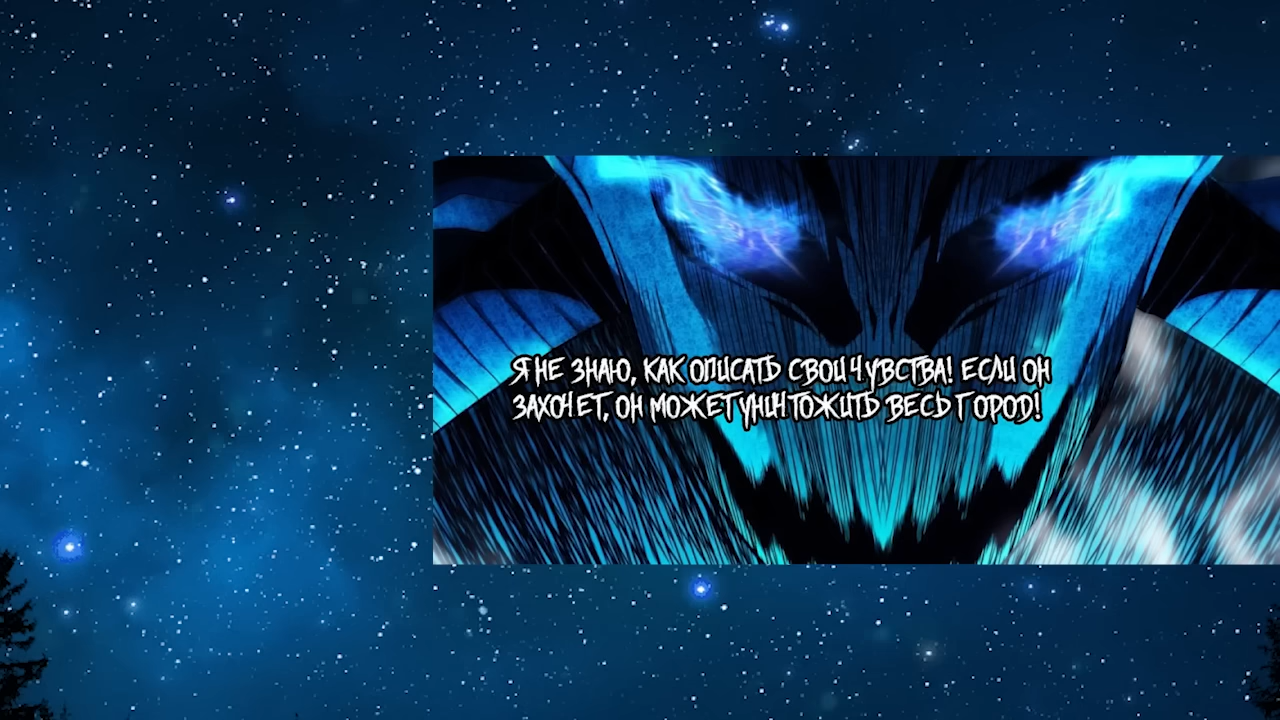 Я НЕ ЗНАЮ, КАК ОПИСАТЬ СВОИ ЧУВСТВА! ЕСЛИ ОН
ЗАХОЧЕТ, ОН МОЖЕТ УНИЧТОЖИТЬ ВЕСЬ ГОРОД!